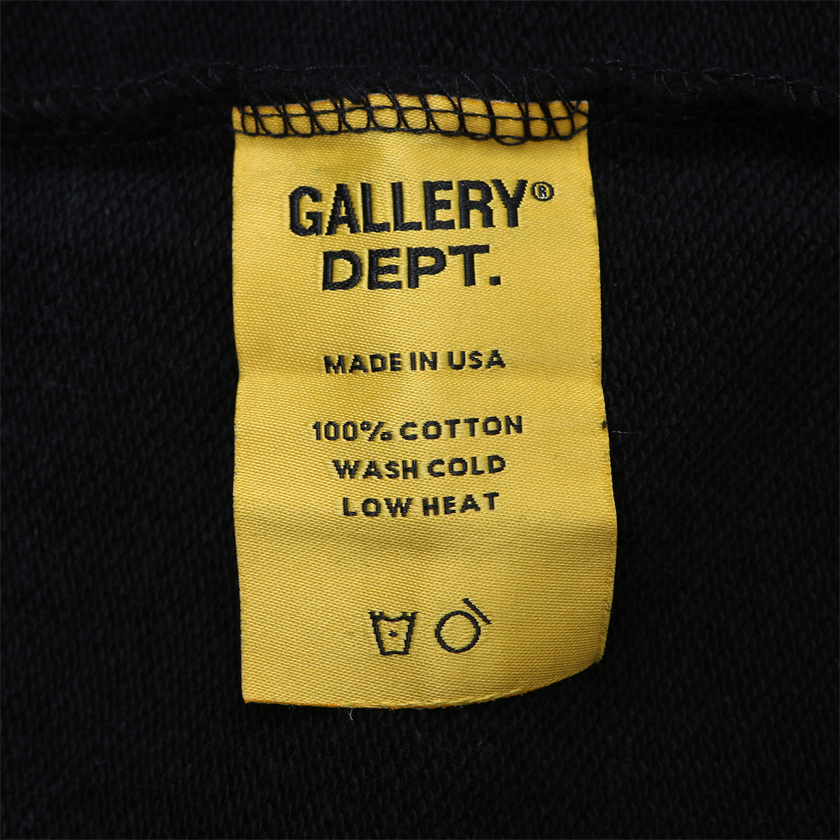 GALLERY®
DEPT.
MADE IN USA
100% COTTON
WASH COLD
LOW HEAT